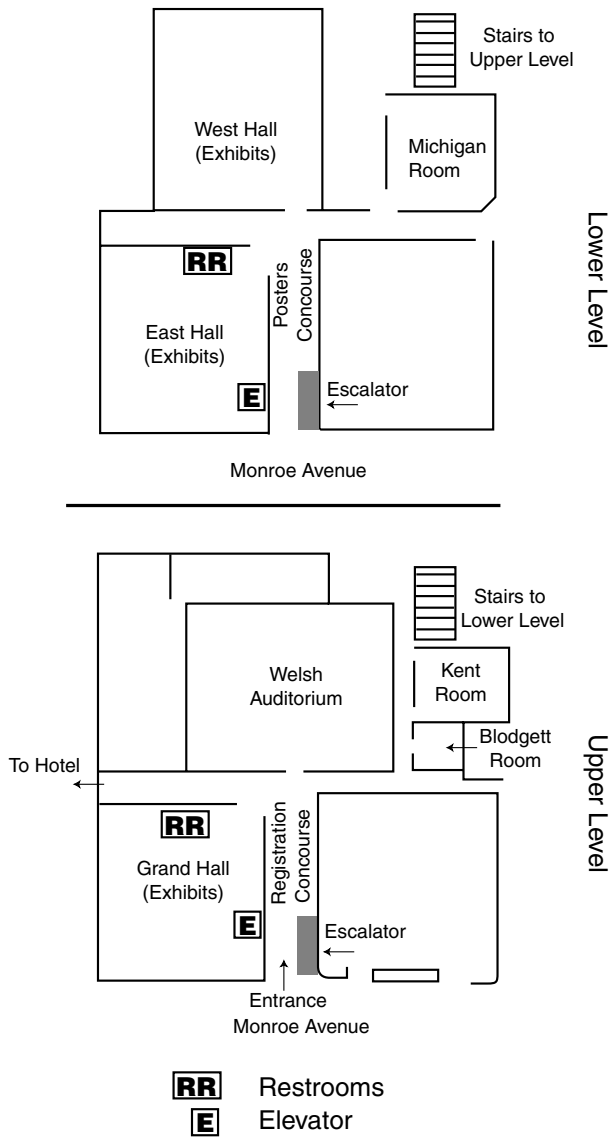 Stairs to
Upper Level
West Hall
(Exhibits)
Michigan
Room
Lower Level
RR
Posters
Concourse
East Hall
(Exhibits)
E
Escalator
Monroe Avenue
Stairs to
Lower Level
Welsh
Auditorium
Kent
Room
Blodgett
Room
Upper Level
To Hotel
RR
Registration
Concourse
Grand Hall
(Exhibits)
E
Escalator
Entrance
Monroe Avenue
RR Restrooms
E Elevator